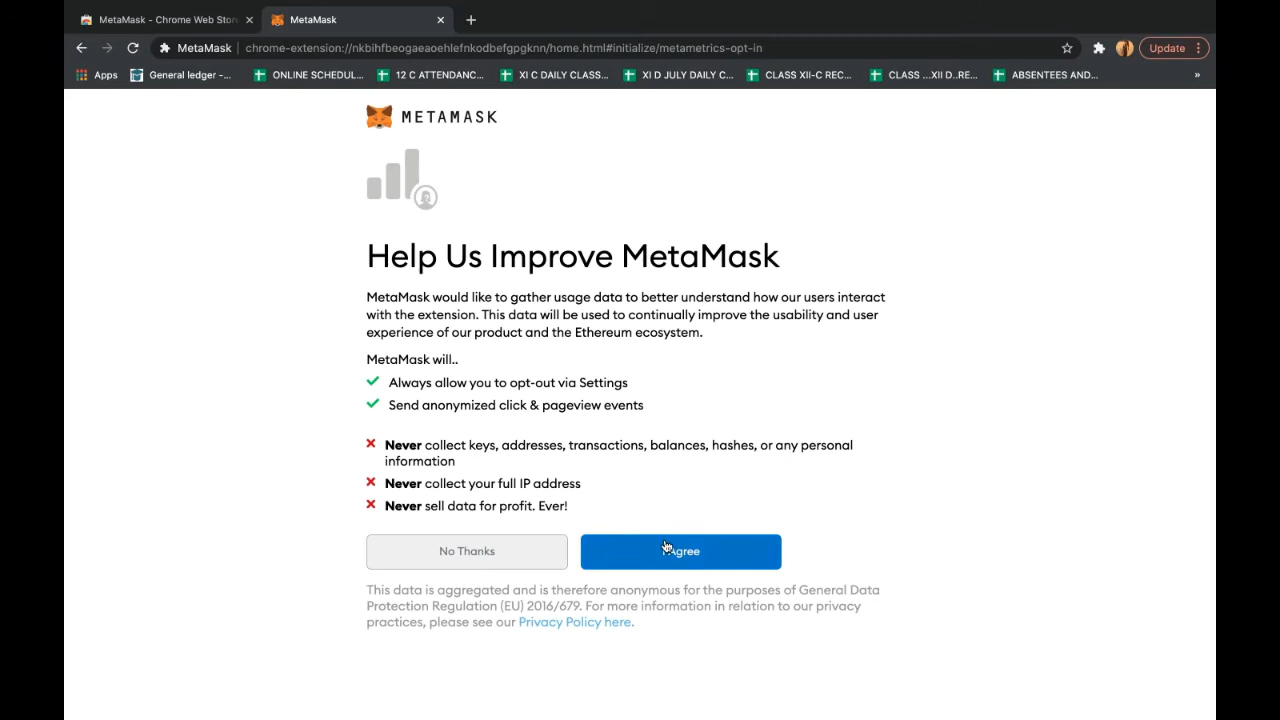 MetaMask - Chrome Web Stor
MetaMask
MetaMask
chrome-extension://nkbihfbeogaeaoehlefnkodbefgpgknn/home.html#initialize/metametrics-opt-in
Update
Apps
General ledger -...
ONLINE SCHEDUL...
12 C ATTENDANC...
XI C DAILY CLASS...
XI D JULY DAILY C...
CLASS XII-C REC...
CLASS ...XII D..RE...
ABSENTEES AND...
»
METAMASK
Help Us Improve MetaMask
MetaMask would like to gather usage data to better understand how our users interact
with the extension. This data will be used to continually improve the usability and user
experience of our product and the Ethereum ecosystem.
MetaMask will..
Always allow you to opt-out via Settings
Send anonymized click & pageview events
Never collect keys, addresses, transactions, balances, hashes, or any personal
information
Never collect your full IP address
Never sell data for profit. Ever!
No Thanks
Agree
This data is aggregated and is therefore anonymous for the purposes of General Data
Protection Regulation (EU) 2016/679. For more information in relation to our privacy
practices, please see our Privacy Policy here.